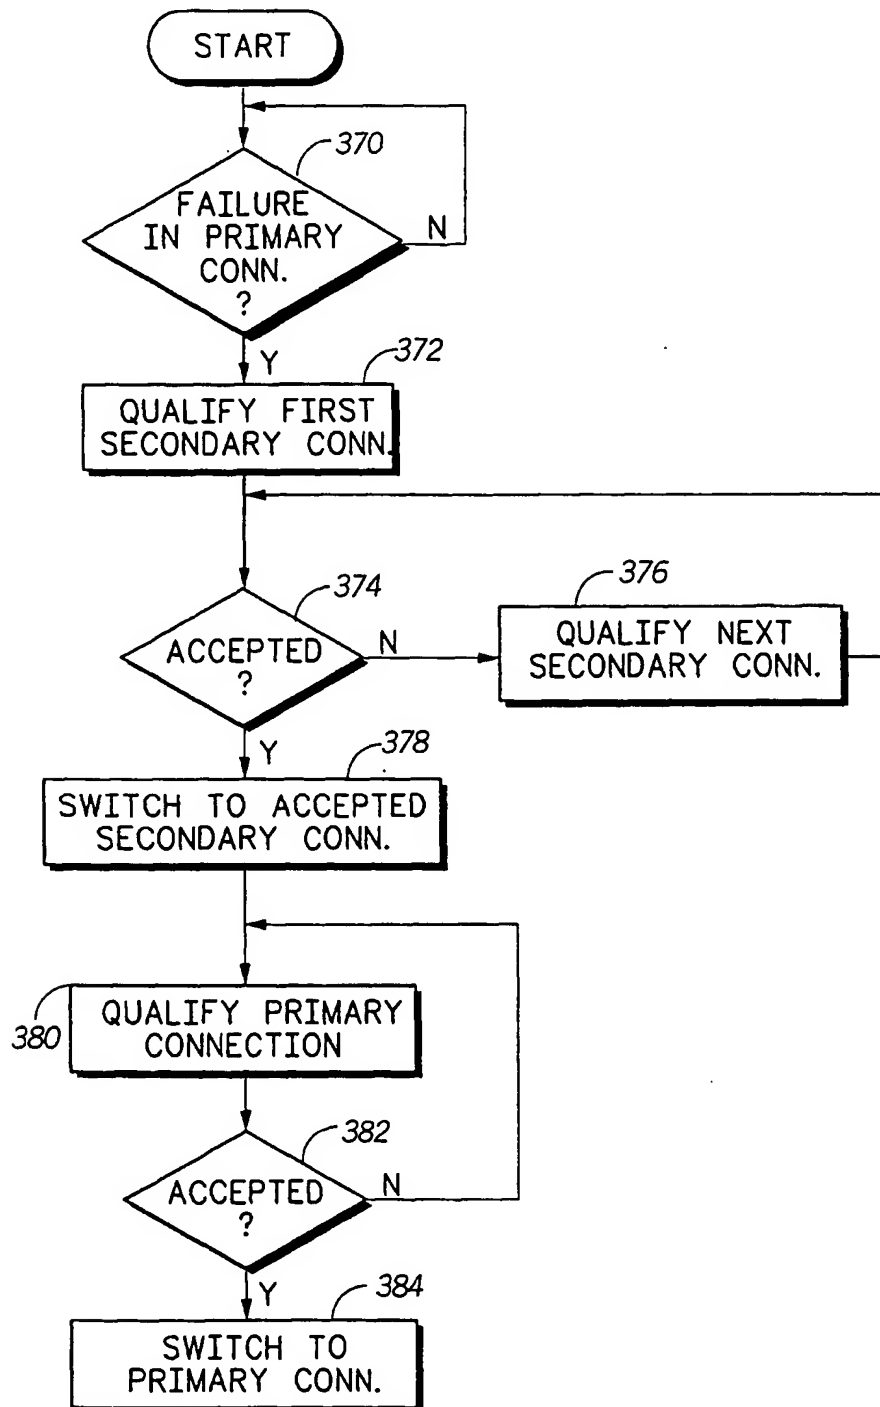 START
370
FAILURE
IN PRIMARY
CONN.
?
N
Y
372
QUALIFY FIRST
SECONDARY CONN.
374
ACCEPTED
?
N
376
QUALIFY NEXT
SECONDARY CONN.
Y
378
SWITCH TO ACCEPTED
SECONDARY CONN.
380
QUALIFY PRIMARY
CONNECTION
382
ACCEPTED
?
N
Y
384
SWITCH TO
PRIMARY CONN.